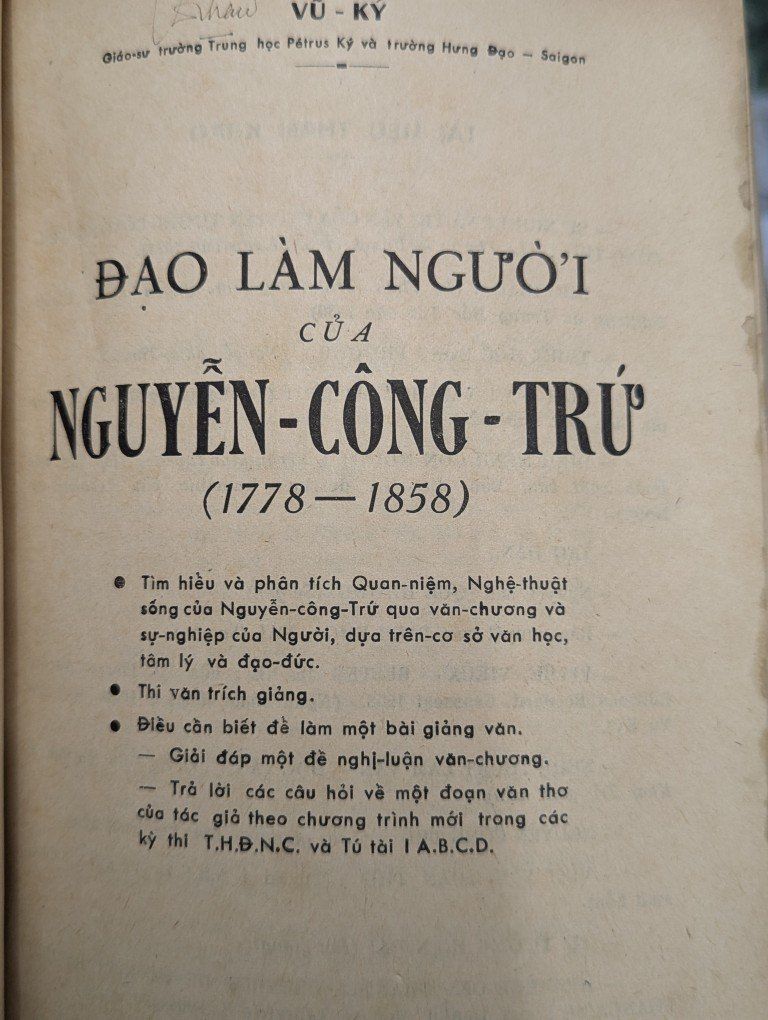 VŨ - KÝ
Giáo-sư trường Trung học Pétrus Ký và trường Hưng Đạo — Saigon
ĐẠO LÀM NGƯỜI
CỦA
NGUYỄN-CÔNG-TRỨ
(1778 — 1858)
• Tìm hiểu và phân tích Quan-niệm, Nghệ-thuật
sống của Nguyễn-công-Trứ qua văn-chương và
sự-nghiệp của Người, dựa trên-cơ sở văn học,
tâm lý và đạo-đức.
• Thi văn trích giảng.
• Điều cần biết để làm một bài giảng văn.
— Giải đáp một đề nghị-luận văn-chương.
— Trả lời các câu hỏi về một đoạn văn thơ
của tác giả theo chương trình mới trong các
kỳ thi T.H.Đ.N.C. và Tú tài I A.B.C.D.